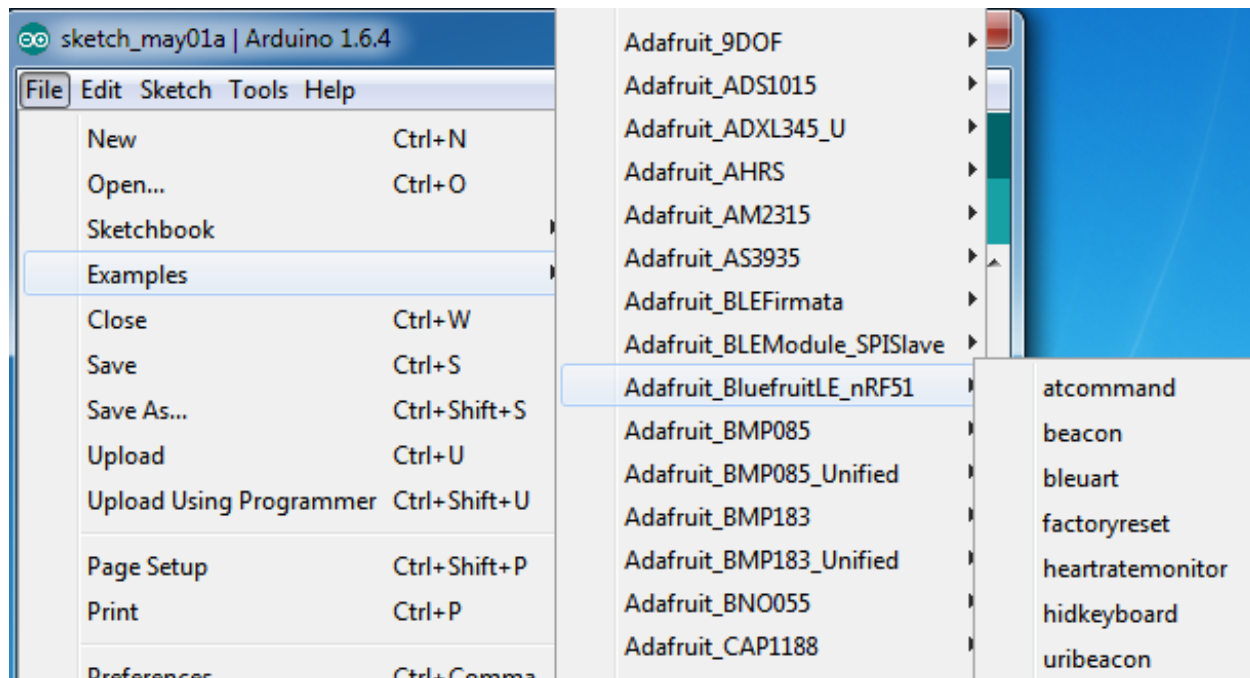 sketch_may01a | Arduino 1.6.4
File Edit Sketch Tools Help
New Ctrl+N
Open... Ctrl+O
Sketchbook
Examples
Close Ctrl+W
Save Ctrl+S
Save As... Ctrl+Shift+S
Upload Ctrl+U
Upload Using Programmer Ctrl+Shift+U
Page Setup Ctrl+Shift+P
Print Ctrl+P
Preferences Ctrl+Comma
Adafruit_9DOF
Adafruit_ADS1015
Adafruit_ADXL345_U
Adafruit_AHRS
Adafruit_AM2315
Adafruit_AS3935
Adafruit_BLEFirmata
Adafruit_BLEModule_SPISlave
Adafruit_BluefruitLE_nRF51
Adafruit_BMP085
Adafruit_BMP085_Unified
Adafruit_BMP183
Adafruit_BMP183_Unified
Adafruit_BNO055
Adafruit_CAP1188
atcommand
beacon
bleuart
factoryreset
heartratemonitor
hidkeyboard
uribeacon